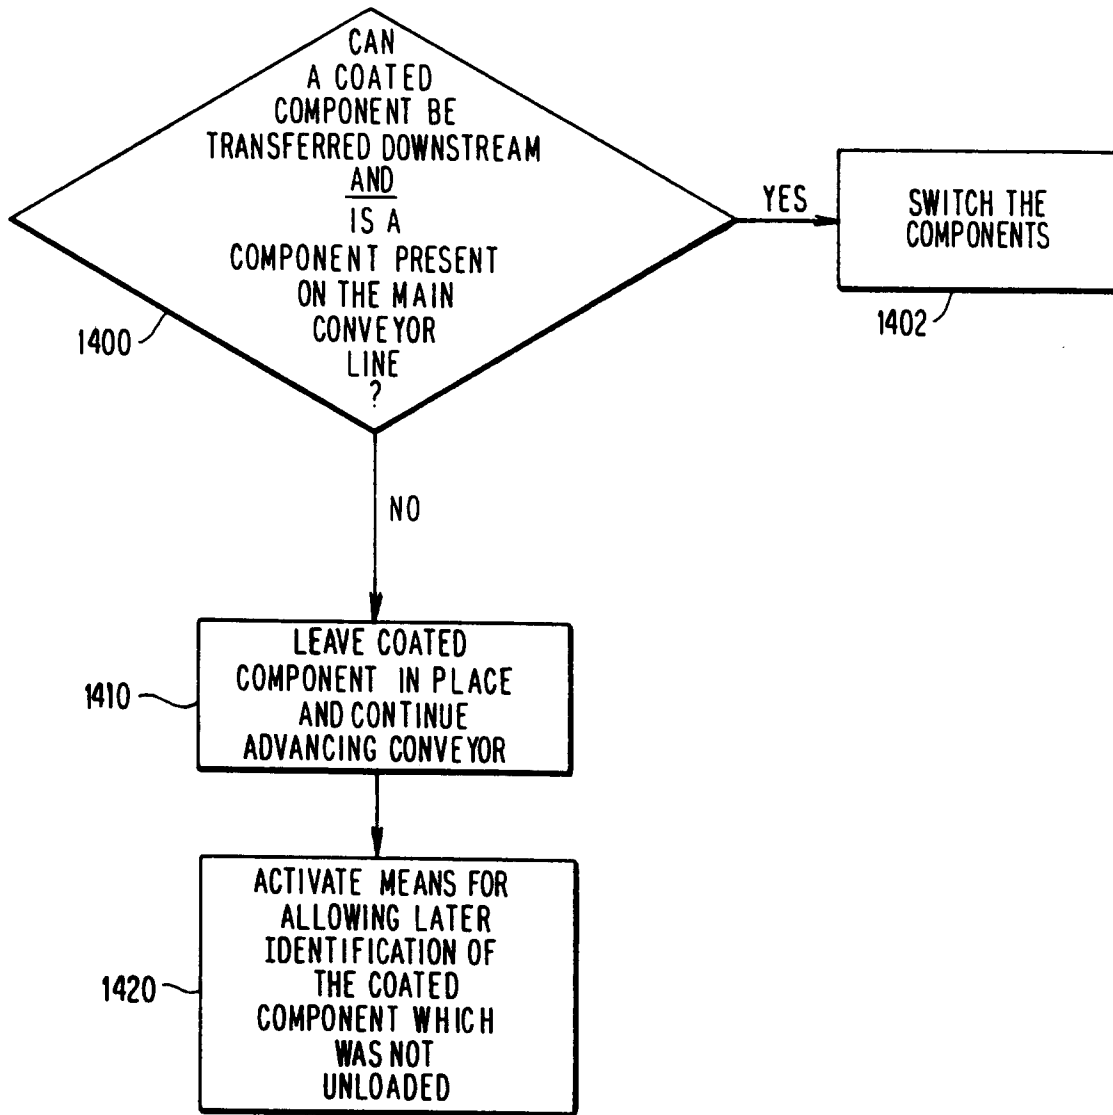 CAN
A COATED
COMPONENT BE
TRANSFERRED DOWNSTREAM
AND
IS A
COMPONENT PRESENT
ON THE MAIN
CONVEYOR
LINE
?
1400
YES
SWITCH THE
COMPONENTS
1402
NO
LEAVE COATED
COMPONENT IN PLACE
AND CONTINUE
ADVANCING CONVEYOR
1410
ACTIVATE MEANS FOR
ALLOWING LATER
IDENTIFICATION OF
THE COATED
COMPONENT WHICH
WAS NOT
UNLOADED
1420